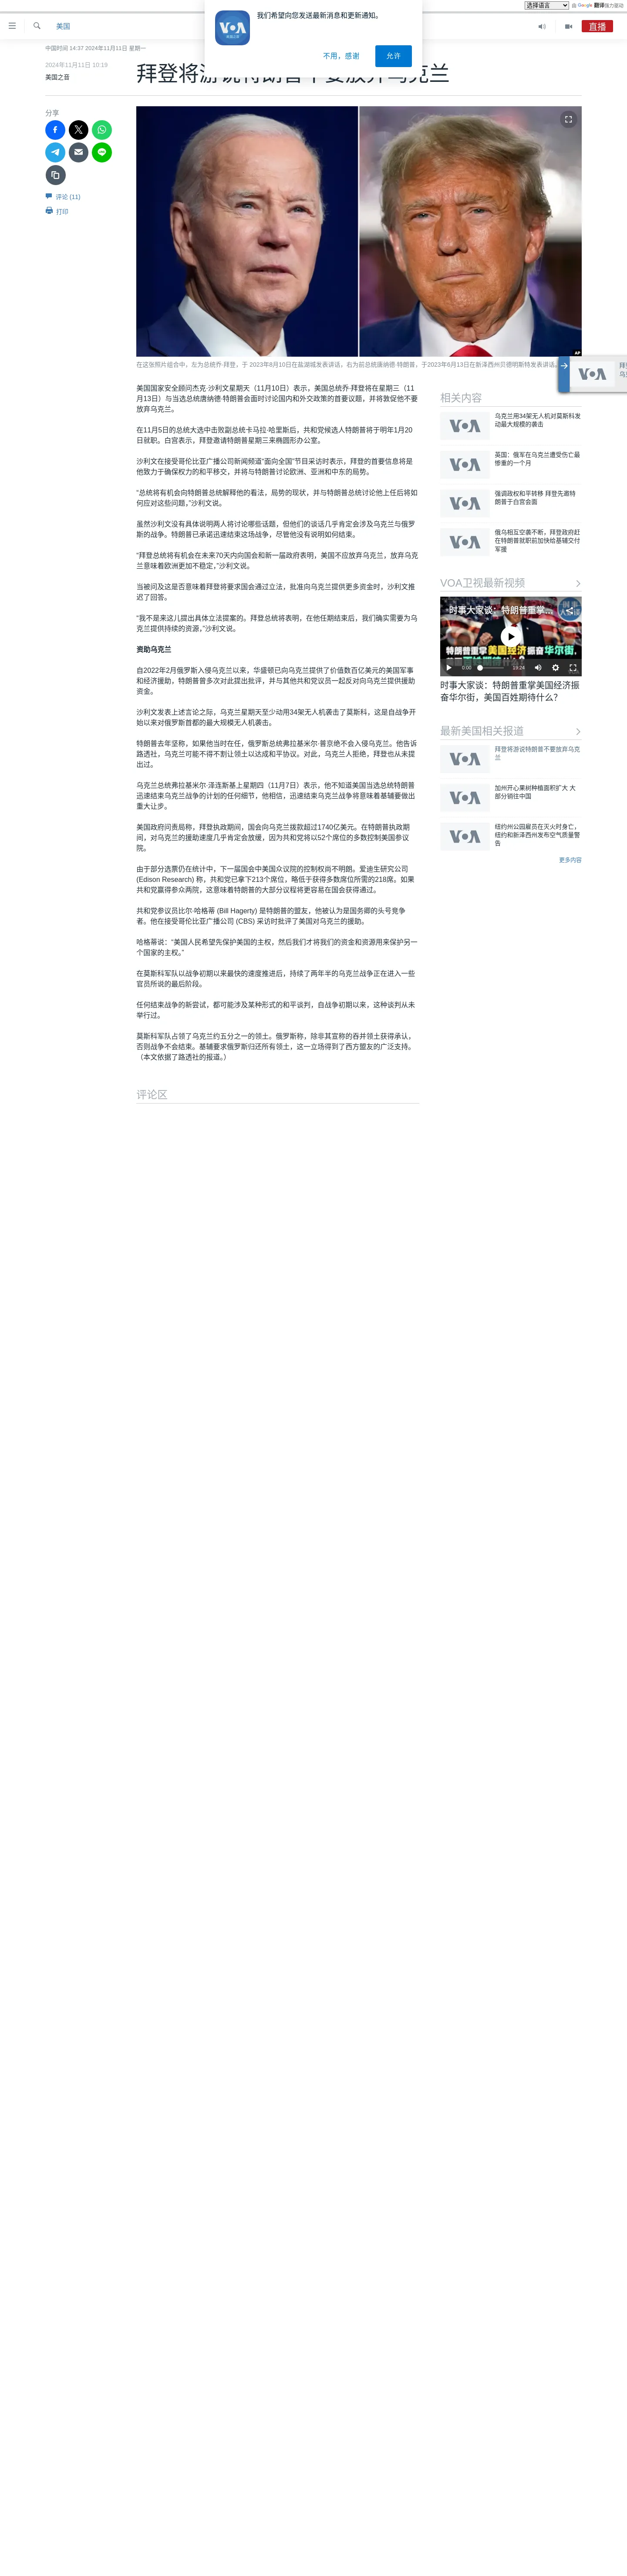 选择语言
由 Google 翻译强力驱动
美国
直播
VOA
我们希望向您发送最新消息和更新通知。
不用，感谢
允许
中国时间 14:37 2024年11月11日 星期一
2024年11月11日 10:19
美国之音
分享
评论 (11)
打印
AP
在这张照片组合中，左为总统乔·拜登，于 2023年8月10日在盐湖城发表讲话，右为前总统唐纳德·特朗普，于2023年6月13日在新泽西州贝德明斯特发表讲话。
VOA
美国国家安全顾问杰克·沙利文星期天（11月10日）表示，美国总统乔·拜登将在星期三（11
月13日）与当选总统唐纳德·特朗普会面时讨论国内和外交政策的首要议题，并将敦促他不要
放弃乌克兰。
在11月5日的总统大选中击败副总统卡马拉·哈里斯后，共和党候选人特朗普将于明年1月20
日就职。白宫表示，拜登邀请特朗普星期三来椭圆形办公室。
沙利文在接受哥伦比亚广播公司新闻频道“面向全国”节目采访时表示，拜登的首要信息将是
他致力于确保权力的和平移交，并将与特朗普讨论欧洲、亚洲和中东的局势。
“总统将有机会向特朗普总统解释他的看法，局势的现状，并与特朗普总统讨论他上任后将如
何应对这些问题，”沙利文说。
虽然沙利文没有具体说明两人将讨论哪些话题，但他们的谈话几乎肯定会涉及乌克兰与俄罗
斯的战争。特朗普已承诺迅速结束这场战争，尽管他没有说明如何结束。
“拜登总统将有机会在未来70天内向国会和新一届政府表明，美国不应放弃乌克兰，放弃乌克
兰意味着欧洲更加不稳定，”沙利文说。
当被问及这是否意味着拜登将要求国会通过立法，批准向乌克兰提供更多资金时，沙利文推
迟了回答。
“我不是来这儿提出具体立法提案的。拜登总统将表明，在他任期结束后，我们确实需要为乌
克兰提供持续的资源，”沙利文说。
资助乌克兰
自2022年2月俄罗斯入侵乌克兰以来，华盛顿已向乌克兰提供了价值数百亿美元的美国军事
和经济援助，特朗普曾多次对此提出批评，并与其他共和党议员一起反对向乌克兰提供援助
资金。
沙利文发表上述言论之际，乌克兰星期天至少动用34架无人机袭击了莫斯科，这是自战争开
始以来对俄罗斯首都的最大规模无人机袭击。
特朗普去年坚称，如果他当时在任，俄罗斯总统弗拉基米尔·普京绝不会入侵乌克兰。他告诉
路透社，乌克兰可能不得不割让领土以达成和平协议。对此，乌克兰人拒绝，拜登也从未提
出过。
乌克兰总统弗拉基米尔·泽连斯基上星期四（11月7日）表示，他不知道美国当选总统特朗普
迅速结束乌克兰战争的计划的任何细节，他相信，迅速结束乌克兰战争将意味着基辅要做出
重大让步。
美国政府问责局称，拜登执政期间，国会向乌克兰拨款超过1740亿美元。在特朗普执政期
间，对乌克兰的援助速度几乎肯定会放缓，因为共和党将以52个席位的多数控制美国参议
院。
由于部分选票仍在统计中，下一届国会中美国众议院的控制权尚不明朗。爱迪生研究公司
(Edison Research) 称，共和党已拿下213个席位，略低于获得多数席位所需的218席。如果
共和党赢得参众两院，这意味着特朗普的大部分议程将更容易在国会获得通过。
共和党参议员比尔·哈格蒂 (Bill Hagerty) 是特朗普的盟友，他被认为是国务卿的头号竞争
者。他在接受哥伦比亚广播公司 (CBS) 采访时批评了美国对乌克兰的援助。
哈格蒂说：“美国人民希望先保护美国的主权，然后我们才将我们的资金和资源用来保护另一
个国家的主权。”
在莫斯科军队以战争初期以来最快的速度推进后，持续了两年半的乌克兰战争正在进入一些
官员所说的最后阶段。
任何结束战争的新尝试，都可能涉及某种形式的和平谈判，自战争初期以来，这种谈判从未
举行过。
莫斯科军队占领了乌克兰约五分之一的领土。俄罗斯称，除非其宣称的吞并领土获得承认，
否则战争不会结束。基辅要求俄罗斯归还所有领土，这一立场得到了西方盟友的广泛支持。
（本文依据了路透社的报道。）
评论区
相关内容
VOA
乌克兰用34架无人机对莫斯科发
动最大规模的袭击
VOA
英国：俄军在乌克兰遭受伤亡最
惨重的一个月
VOA
强调政权和平转移 拜登先邀特
朗普于白宫会面
VOA
俄乌相互空袭不断，拜登政府赶
在特朗普就职前加快给基辅交付
军援
VOA卫视最新视频
时事大家谈：特朗普重掌...
特朗普重掌美国经济振奋华尔街，
0:00
19:24
时事大家谈：特朗普重掌美国经济振
奋华尔街，美国百姓期待什么？
最新美国相关报道
VOA
拜登将游说特朗普不要放弃乌克
兰
VOA
加州开心果树种植面积扩大 大
部分销往中国
VOA
纽约州公园雇员在灭火时身亡，
纽约和新泽西州发布空气质量警
告
更多内容